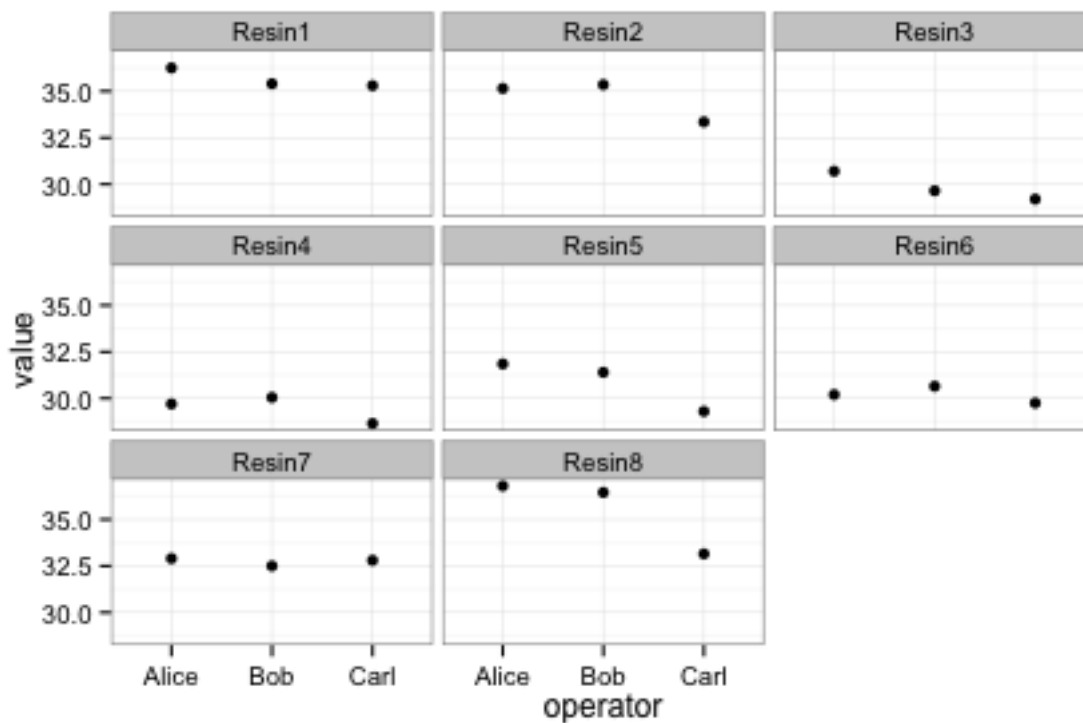 Resin1 Resin2 Resin3
35.0
32.5
30.0
Resin4 Resin5 Resin6
35.0
32.5
30.0
value
Resin7 Resin8
35.0
32.5
30.0
Alice Bob Carl Alice Bob Carl
operator